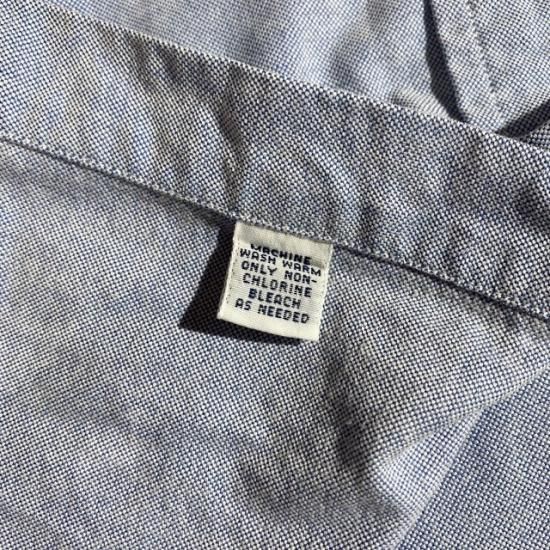 MACHINE
WASH WARM
ONLY NON-
CHLORINE
BLEACH
AS NEEDED